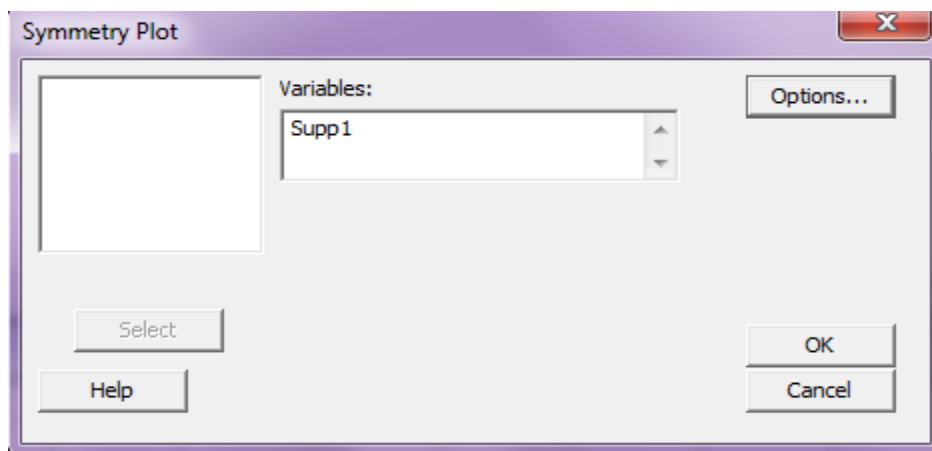 Symmetry Plot
Variables:
Options...
Supp1
Select
OK
Help
Cancel